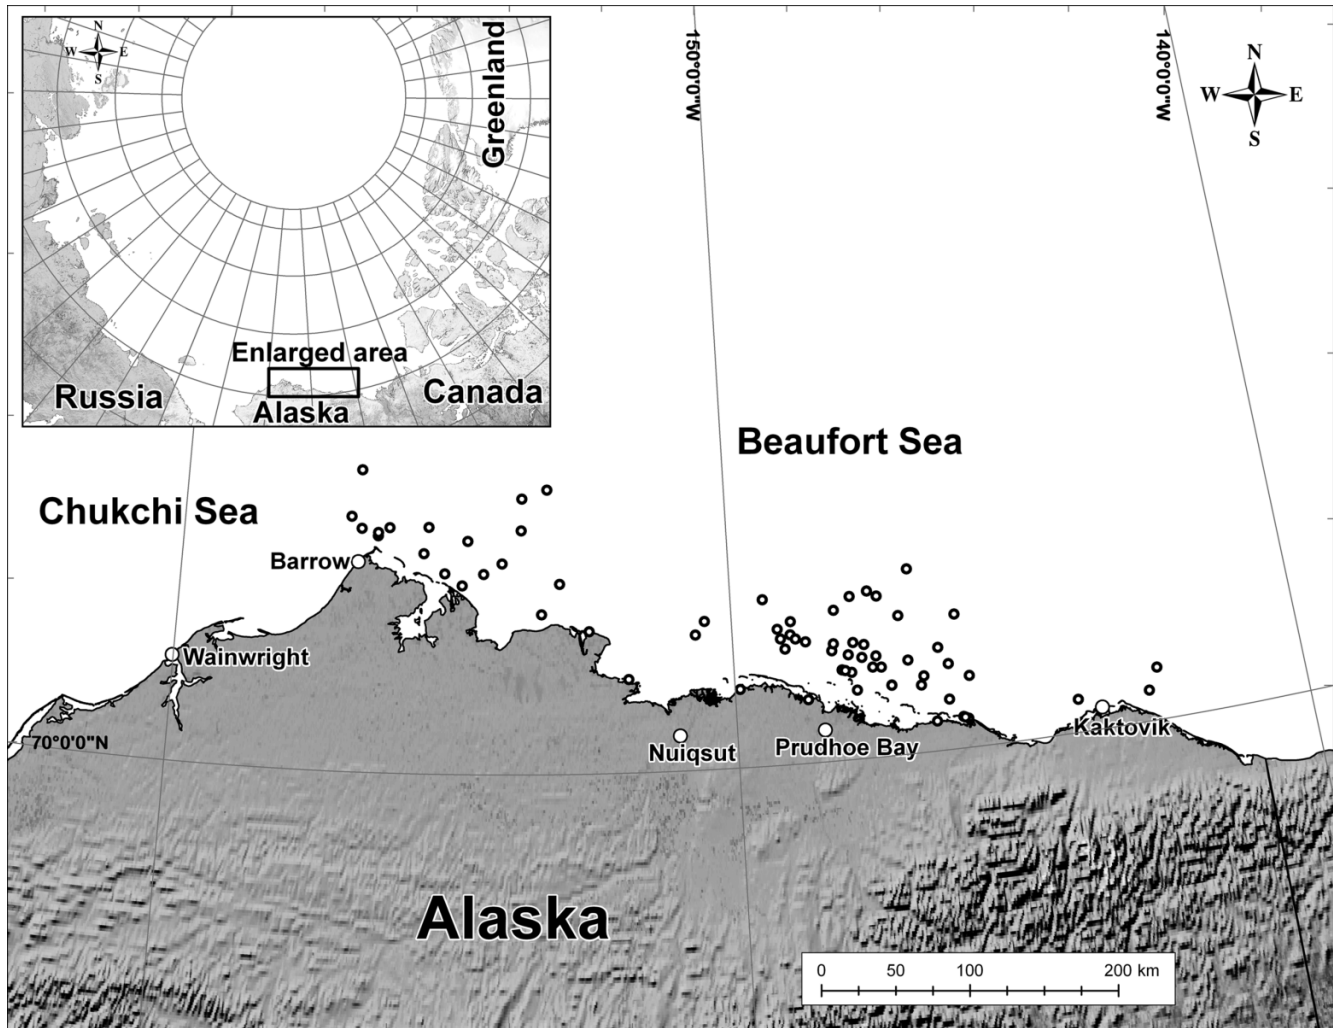 N
W E
S
Greenland
Enlarged area
Russia
Alaska
Canada
150°0'0"W
140°0'0"W
N
W E
S
Beaufort Sea
Chukchi Sea
Barrow
Wainwright
Kaktovik
Nuiqsut
Prudhoe Bay
70°0'0"N
Alaska
0 50 100 200 km